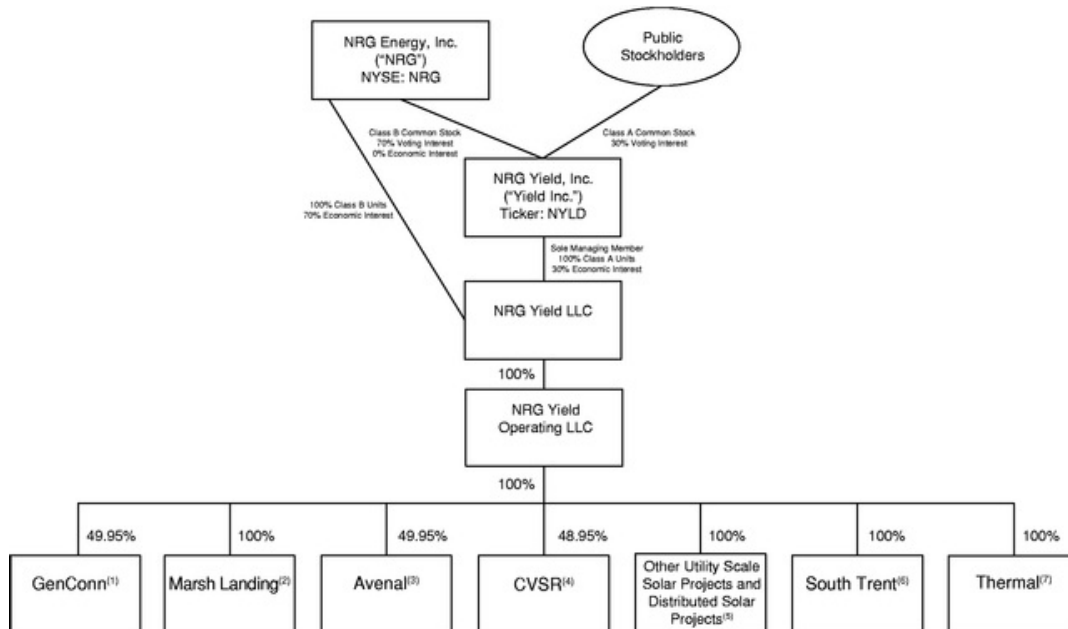 NRG Energy, Inc.
(“NRG”)
NYSE: NRG
Public
Stockholders
Class B Common Stock
70% Voting Interest
0% Economic Interest
Class A Common Stock
30% Voting Interest
NRG Yield, Inc.
(“Yield Inc.”)
Ticker: NYLD
100% Class B Units
70% Economic Interest
Sole Managing Member
100% Class A Units
30% Economic Interest
NRG Yield LLC
100%
NRG Yield
Operating LLC
100%
49.95%
100%
49.95%
48.95%
100%
100%
100%
GenConn(1)
Marsh Landing(2)
Avenal(3)
CVSR(4)
Other Utility Scale
Solar Projects and
Distributed Solar
Projects(5)
South Trent(6)
Thermal(7)